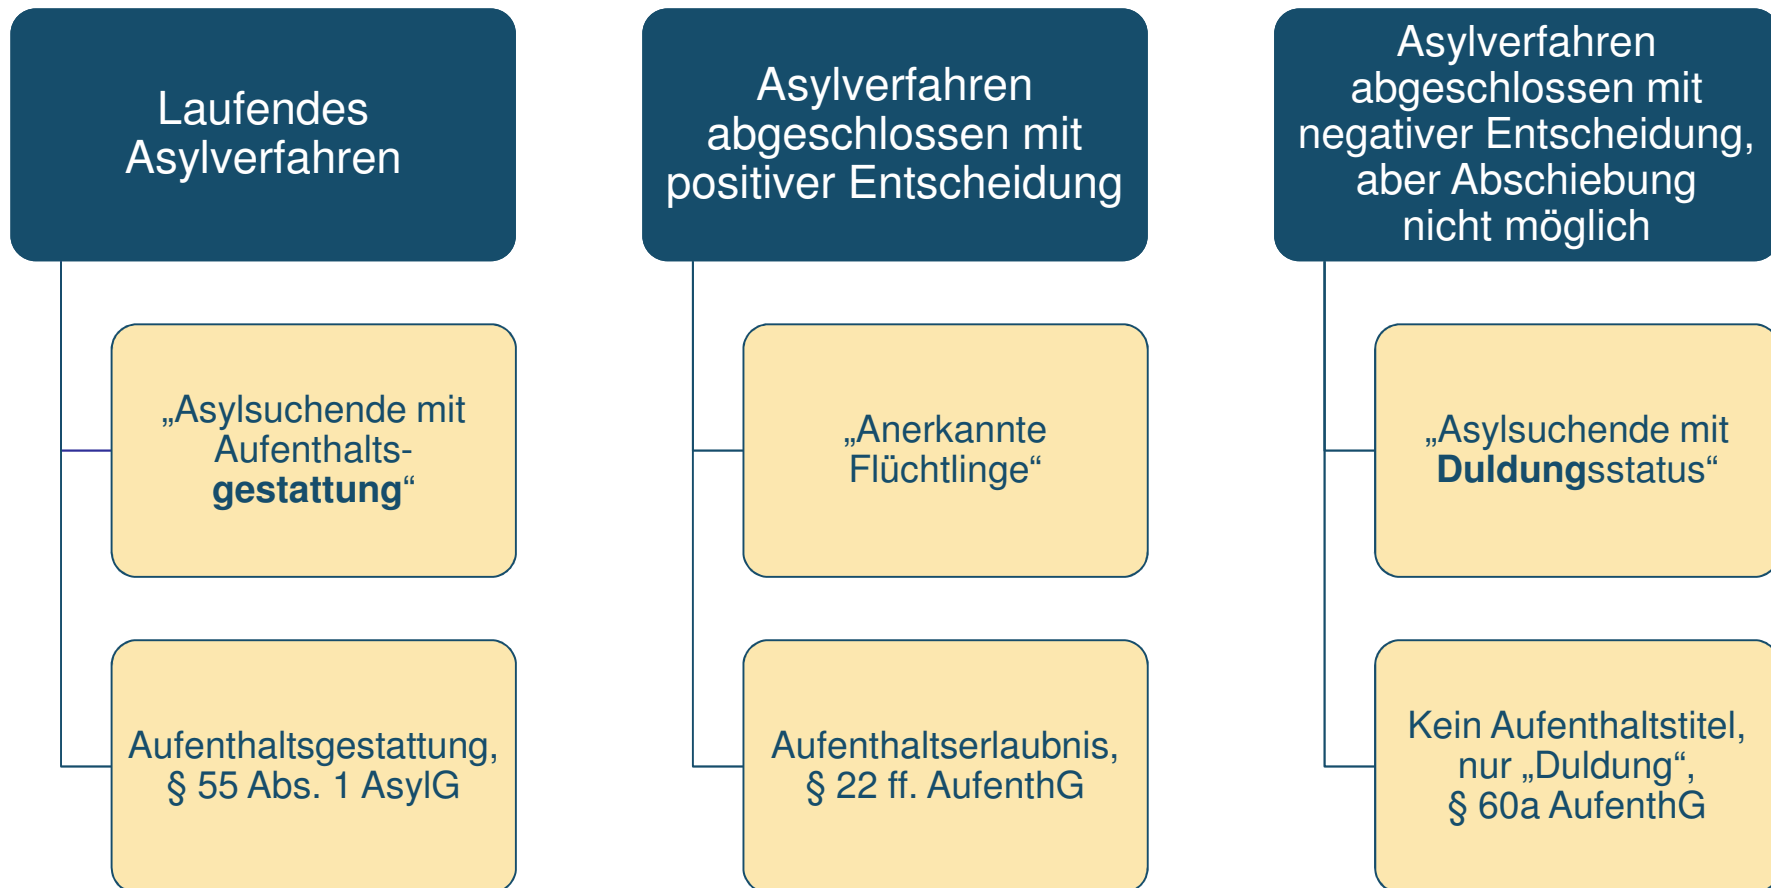 Laufendes
Asylverfahren
„Asylsuchende mit
Aufenthalts-
gestattung“
Aufenthaltsgestattung,
§ 55 Abs. 1 AsylG
Asylverfahren
abgeschlossen mit
positiver Entscheidung
„Anerkannte
Flüchtlinge“
Aufenthaltserlaubnis,
§ 22 ff. AufenthG
Asylverfahren
abgeschlossen mit
negativer Entscheidung,
aber Abschiebung
nicht möglich
„Asylsuchende mit
Duldungsstatus“
Kein Aufenthaltstitel,
nur „Duldung“,
§ 60a AufenthG